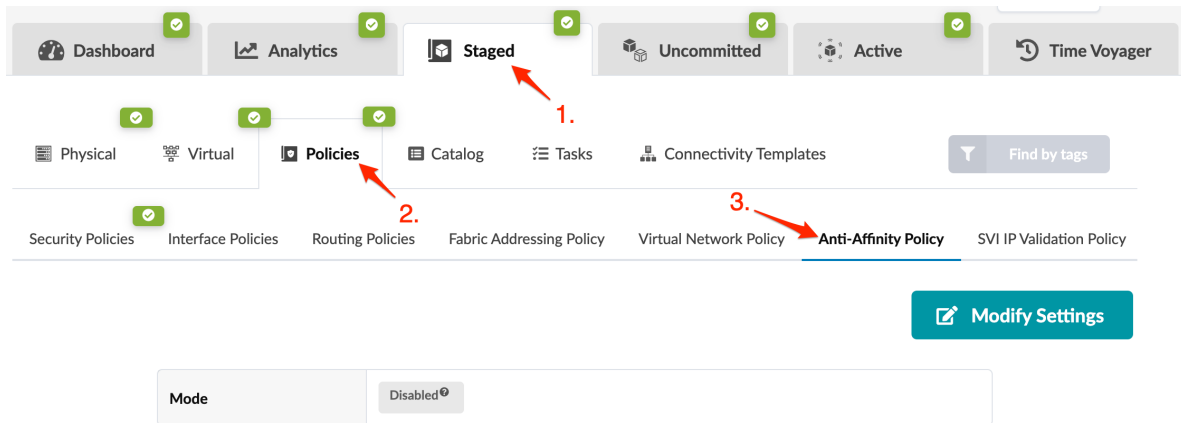 Dashboard Analytics Staged Uncommitted Active Time Voyager
1.
Physical Virtual Policies Catalog Tasks Connectivity Templates Find by tags
2.
3.
Security Policies Interface Policies Routing Policies Fabric Addressing Policy Virtual Network Policy Anti-Affinity Policy SVI IP Validation Policy
Modify Settings
Mode Disabled?